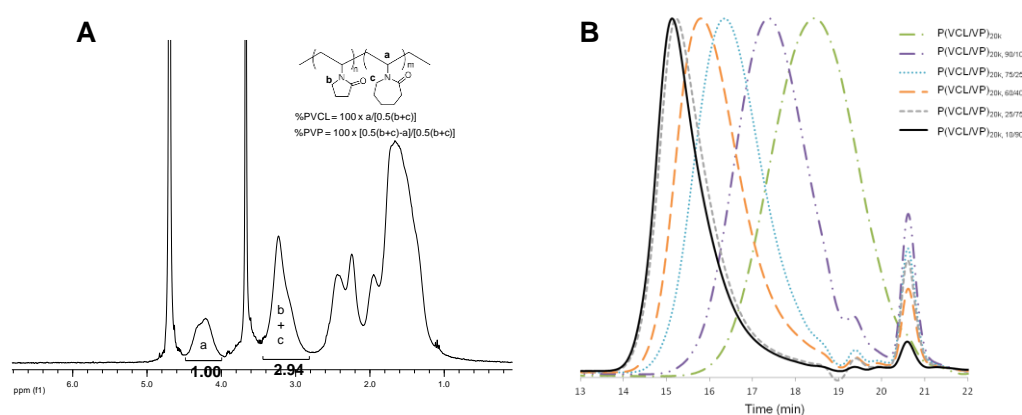 A
a
n
m
b
N
O
c
N
O
%PVCL = 100 x a/[0.5(b+c)]
%PVP = 100 x [0.5(b+c)-a]/[0.5(b+c)]
a
b
+
c
1.00
2.94
6.0 5.0 4.0 3.0 2.0 1.0
ppm (f1)
B
P(VCL/VP)20k
P(VCL/VP)20k, 90/10
P(VCL/VP)20k, 75/25
P(VCL/VP)20k, 60/40
P(VCL/VP)20k, 25/75
P(VCL/VP)20k, 10/90
13 14 15 16 17 18 19 20 21 22
Time (min)